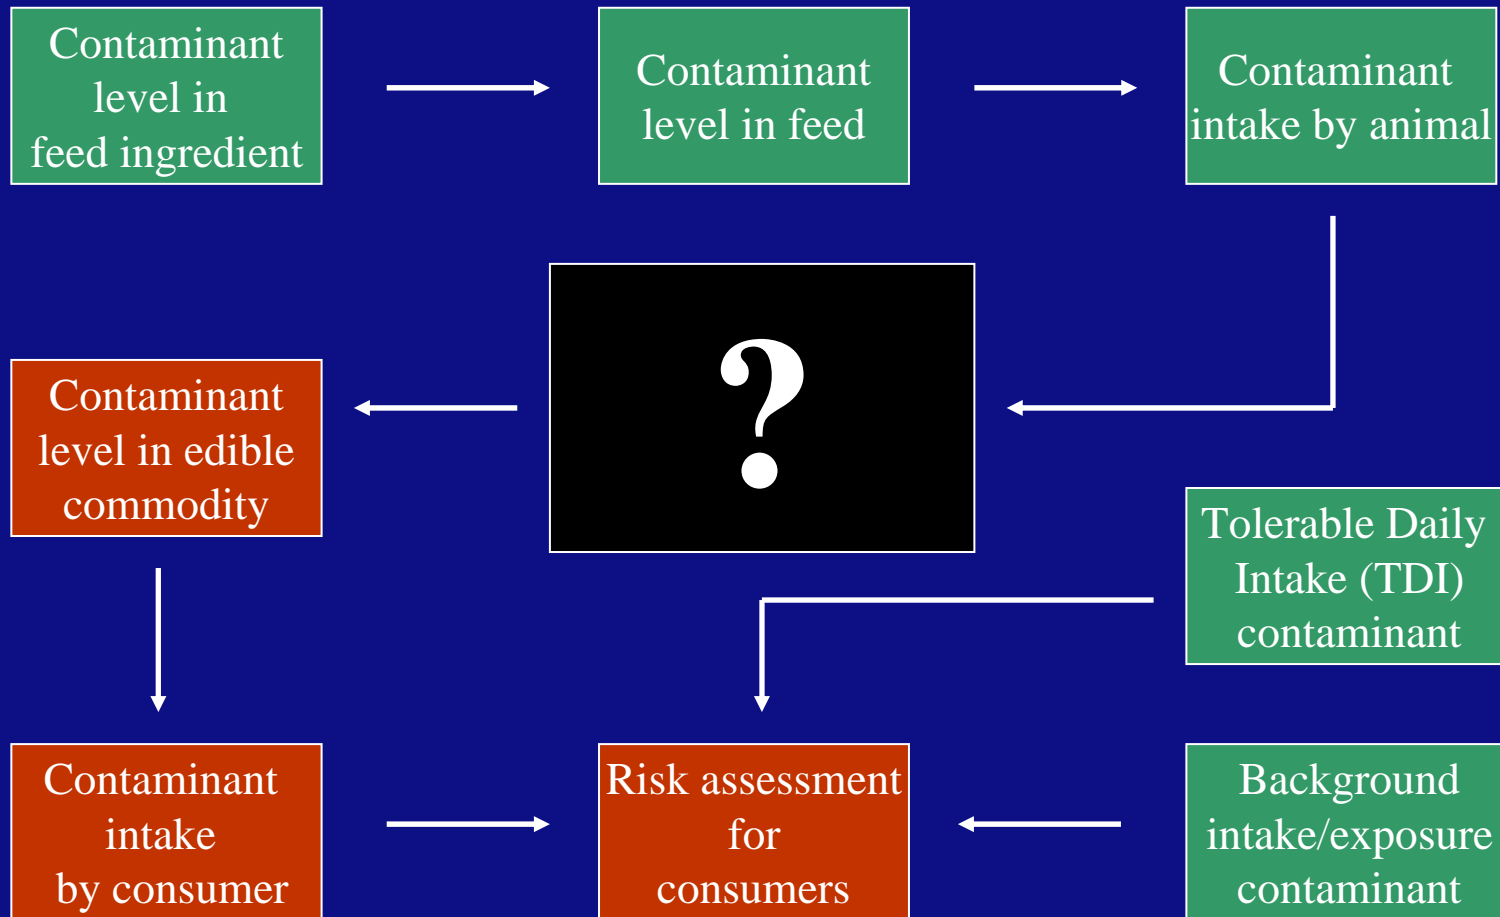 Contaminant
level in
feed ingredient
Contaminant
level in feed
Contaminant
intake by animal
?
Contaminant
level in edible
commodity
Tolerable Daily
Intake (TDI)
contaminant
Contaminant
intake
by consumer
Risk assessment
for
consumers
Background
intake/exposure
contaminant